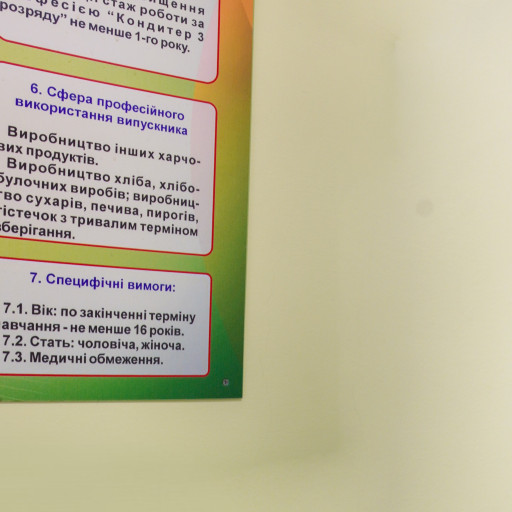 стаж роботи за
фесією “Кондитер 3
розряду” не менше 1-го року.
6. Сфера професійного
використання випускника
Виробництво інших харчо-
вих продуктів.
Виробництво хліба, хлібо-
булочних виробів; виробниц-
тво сухарів, печива, пирогів,
тістечок з тривалим терміном
зберігання.
7. Специфічні вимоги:
7.1. Вік: по закінченні терміну
авчання - не менше 16 років.
7.2. Стать: чоловіча, жіноча.
7.3. Медичні обмеження.